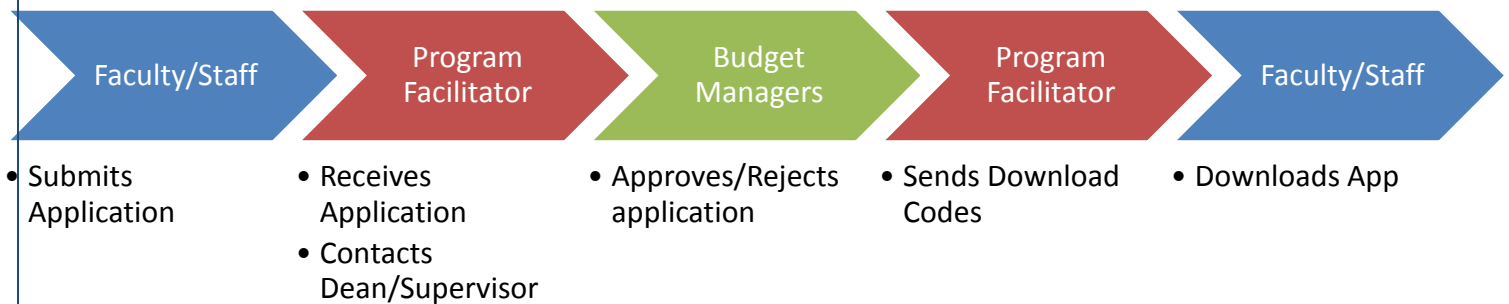 Faculty/Staff
Program
Facilitator
Budget
Managers
Program
Facilitator
Faculty/Staff
• Submits
Application
• Receives
Application
• Contacts
Dean/Supervisor
• Approves/Rejects
application
• Sends Download
Codes
• Downloads App